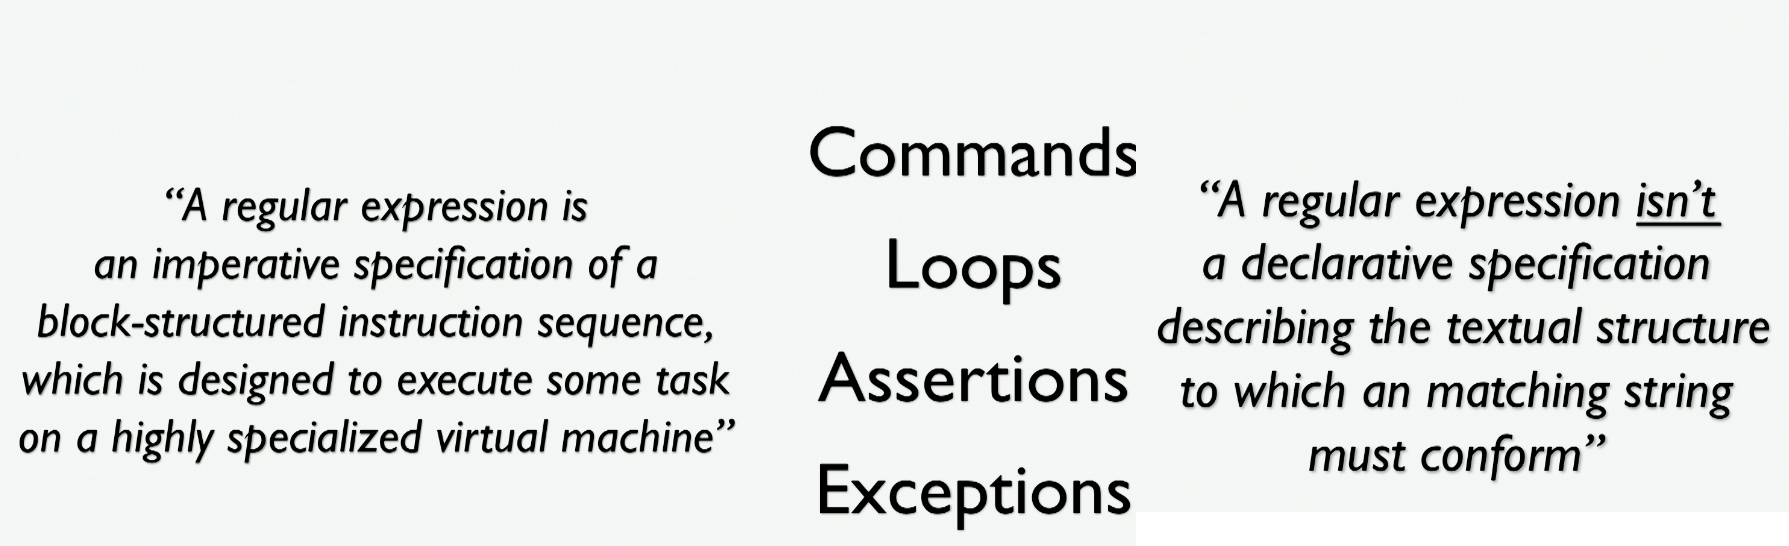 “A regular expression is
an imperative specification of a
block-structured instruction sequence,
which is designed to execute some task
on a highly specialized virtual machine”
Commands
Loops
Assertions
Exceptions
“A regular expression isn’t
a declarative specification
describing the textual structure
to which an matching string
must conform”